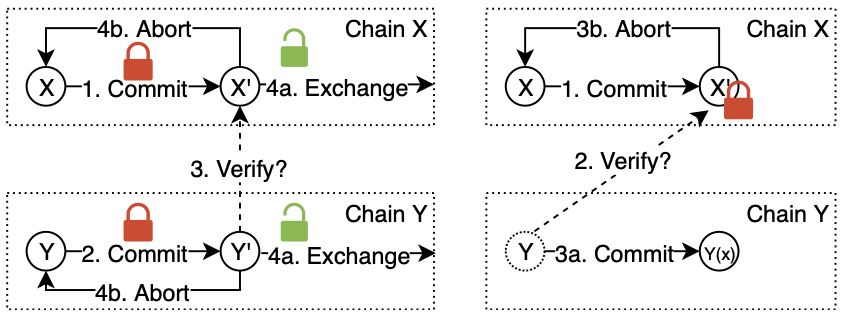 4b. Abort
Chain X
X
1. Commit
X'
4a. Exchange
3. Verify?
Chain Y
Y
2. Commit
Y'
4a. Exchange
4b. Abort
3b. Abort
Chain X
X
1. Commit
X'
2. Verify?
Chain Y
Y
3a. Commit
Y(x)